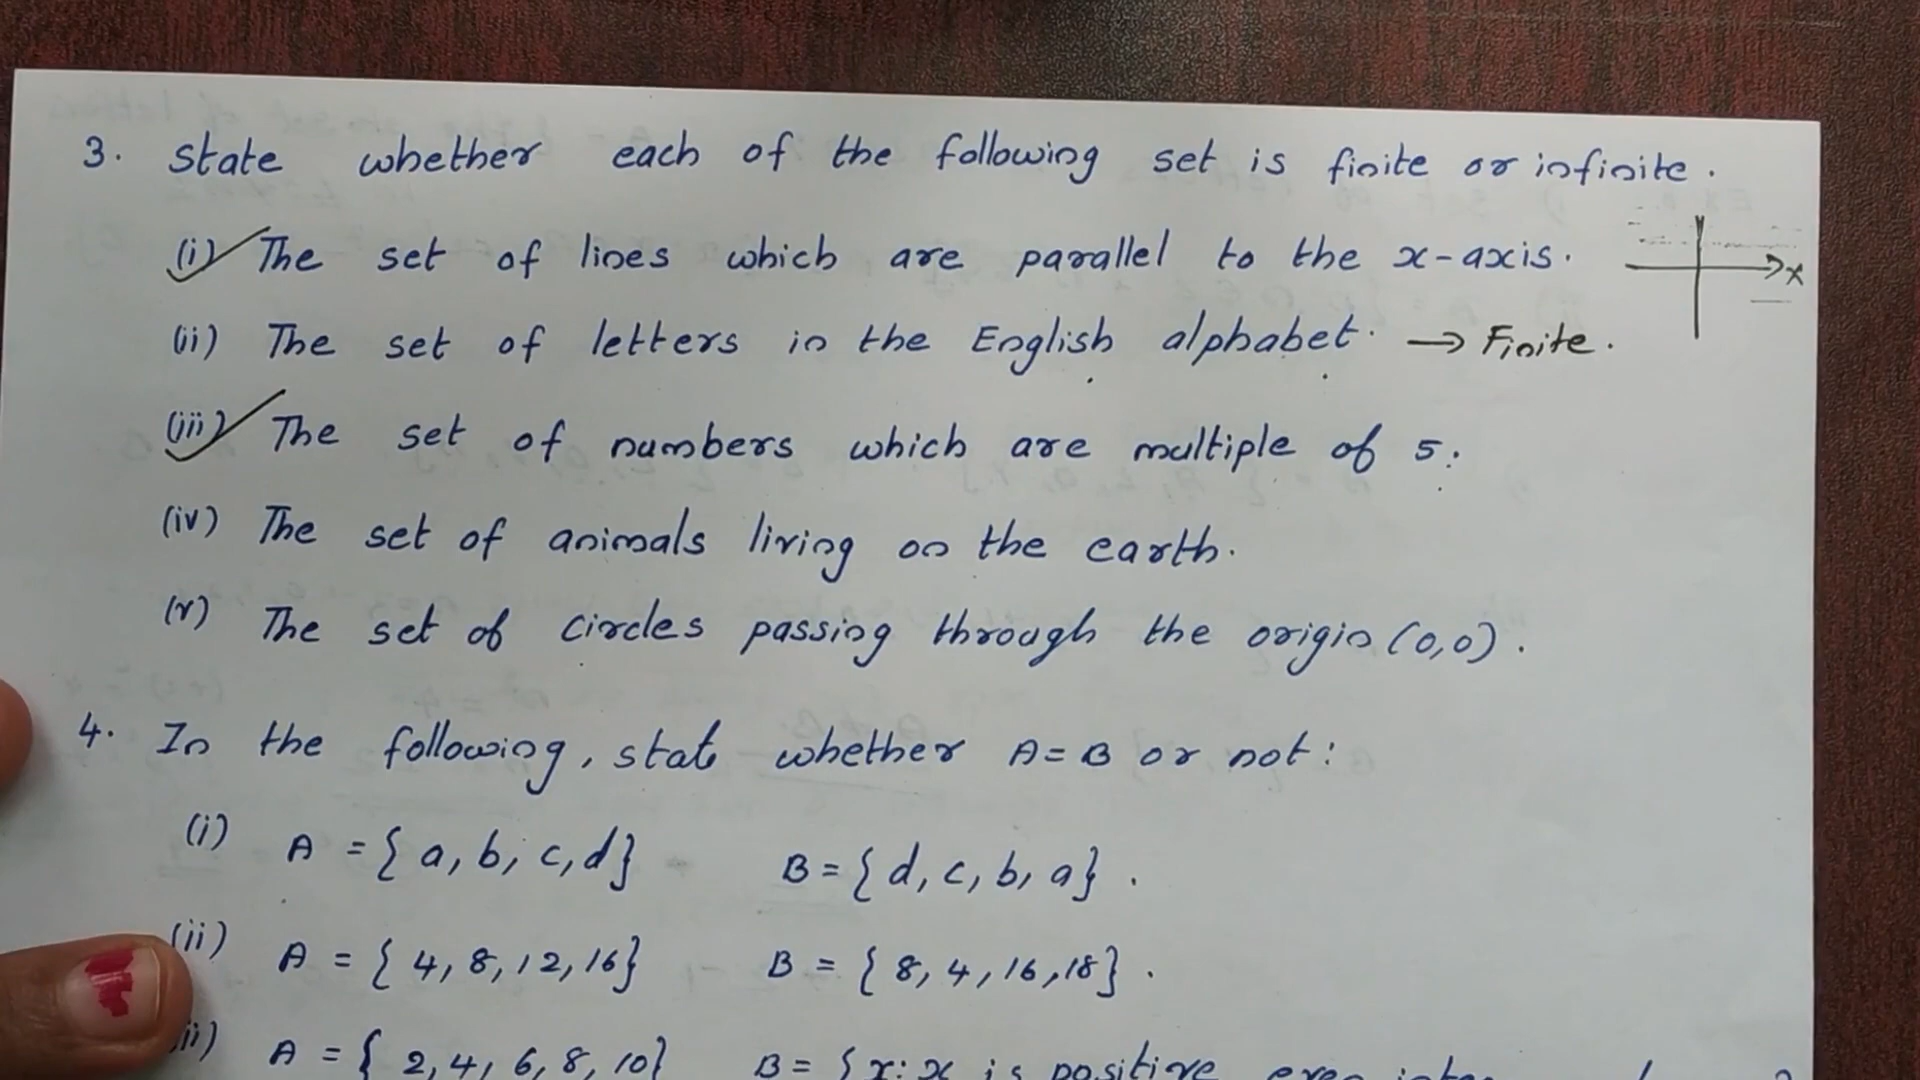 3. State whether each of the following set is finite or infinite.
(i) The set of lines which are parallel to the x-axis.
x
(ii) The set of letters in the English alphabet. → Finite.
(iii) The set of numbers which are multiple of 5.
(iv) The set of animals living on the earth.
(v) The set of circles passing through the origin (0,0).
4. In the following, state whether A = B or not:
(i) A = { a, b, c, d} B = { d, c, b, a} .
(ii) A = { 4, 8, 12, 16} B = { 8, 4, 16, 18} .
ii) A = { 2, 4, 6, 8, 10} B = { x: x is positive even